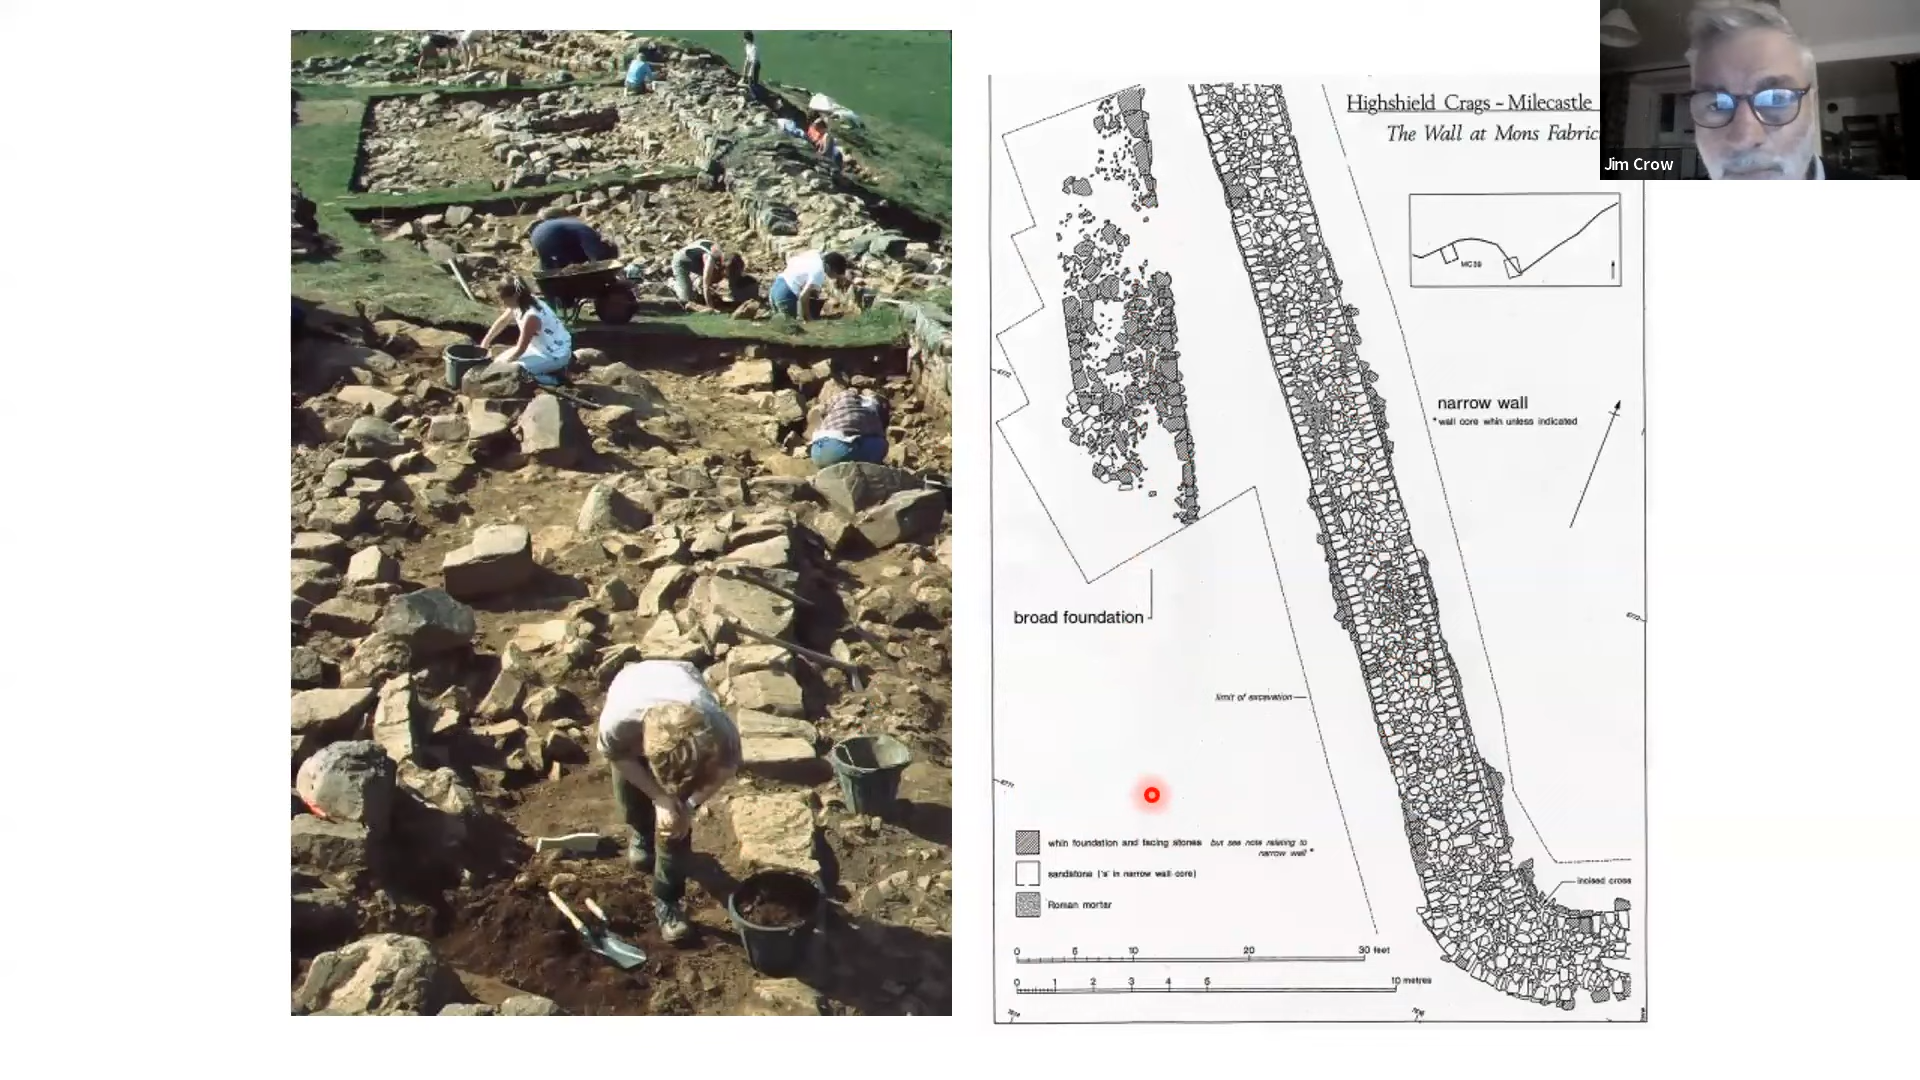 Highshield Crags - Milecastle
The Wall at Mons Fabric
Jim Crow
MC39
narrow wall
* wall core whin unless indicated
broad foundation
limit of excavation
whin foundation and facing stones but see note relating to
narrow wall *
sandstone ('s' in narrow wall core)
Roman mortar
incised cross
0 5 10 20 30 feet
0 1 2 3 4 5 10 metres